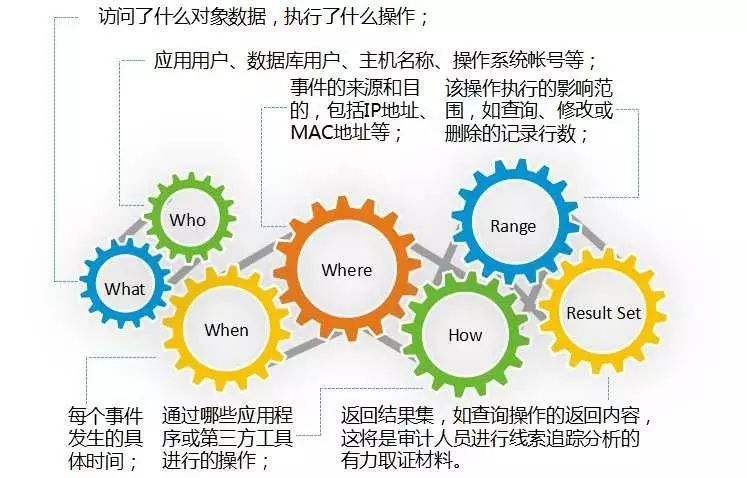 访问了什么对象数据，执行了什么操作；
应用用户、数据库用户、主机名称、操作系统帐号等；
事件的来源和目
的，包括IP地址、
MAC地址等；
该操作执行的影响范
围，如查询、修改或
删除的记录行数；
Who
What
When
Where
Range
How
Result Set
每个事件
发生的具
体时间；
通过哪些应用程
序或第三方工具
进行的操作；
返回结果集，如查询操作的返回内容，
这将是审计人员进行线索追踪分析的
有力取证材料。